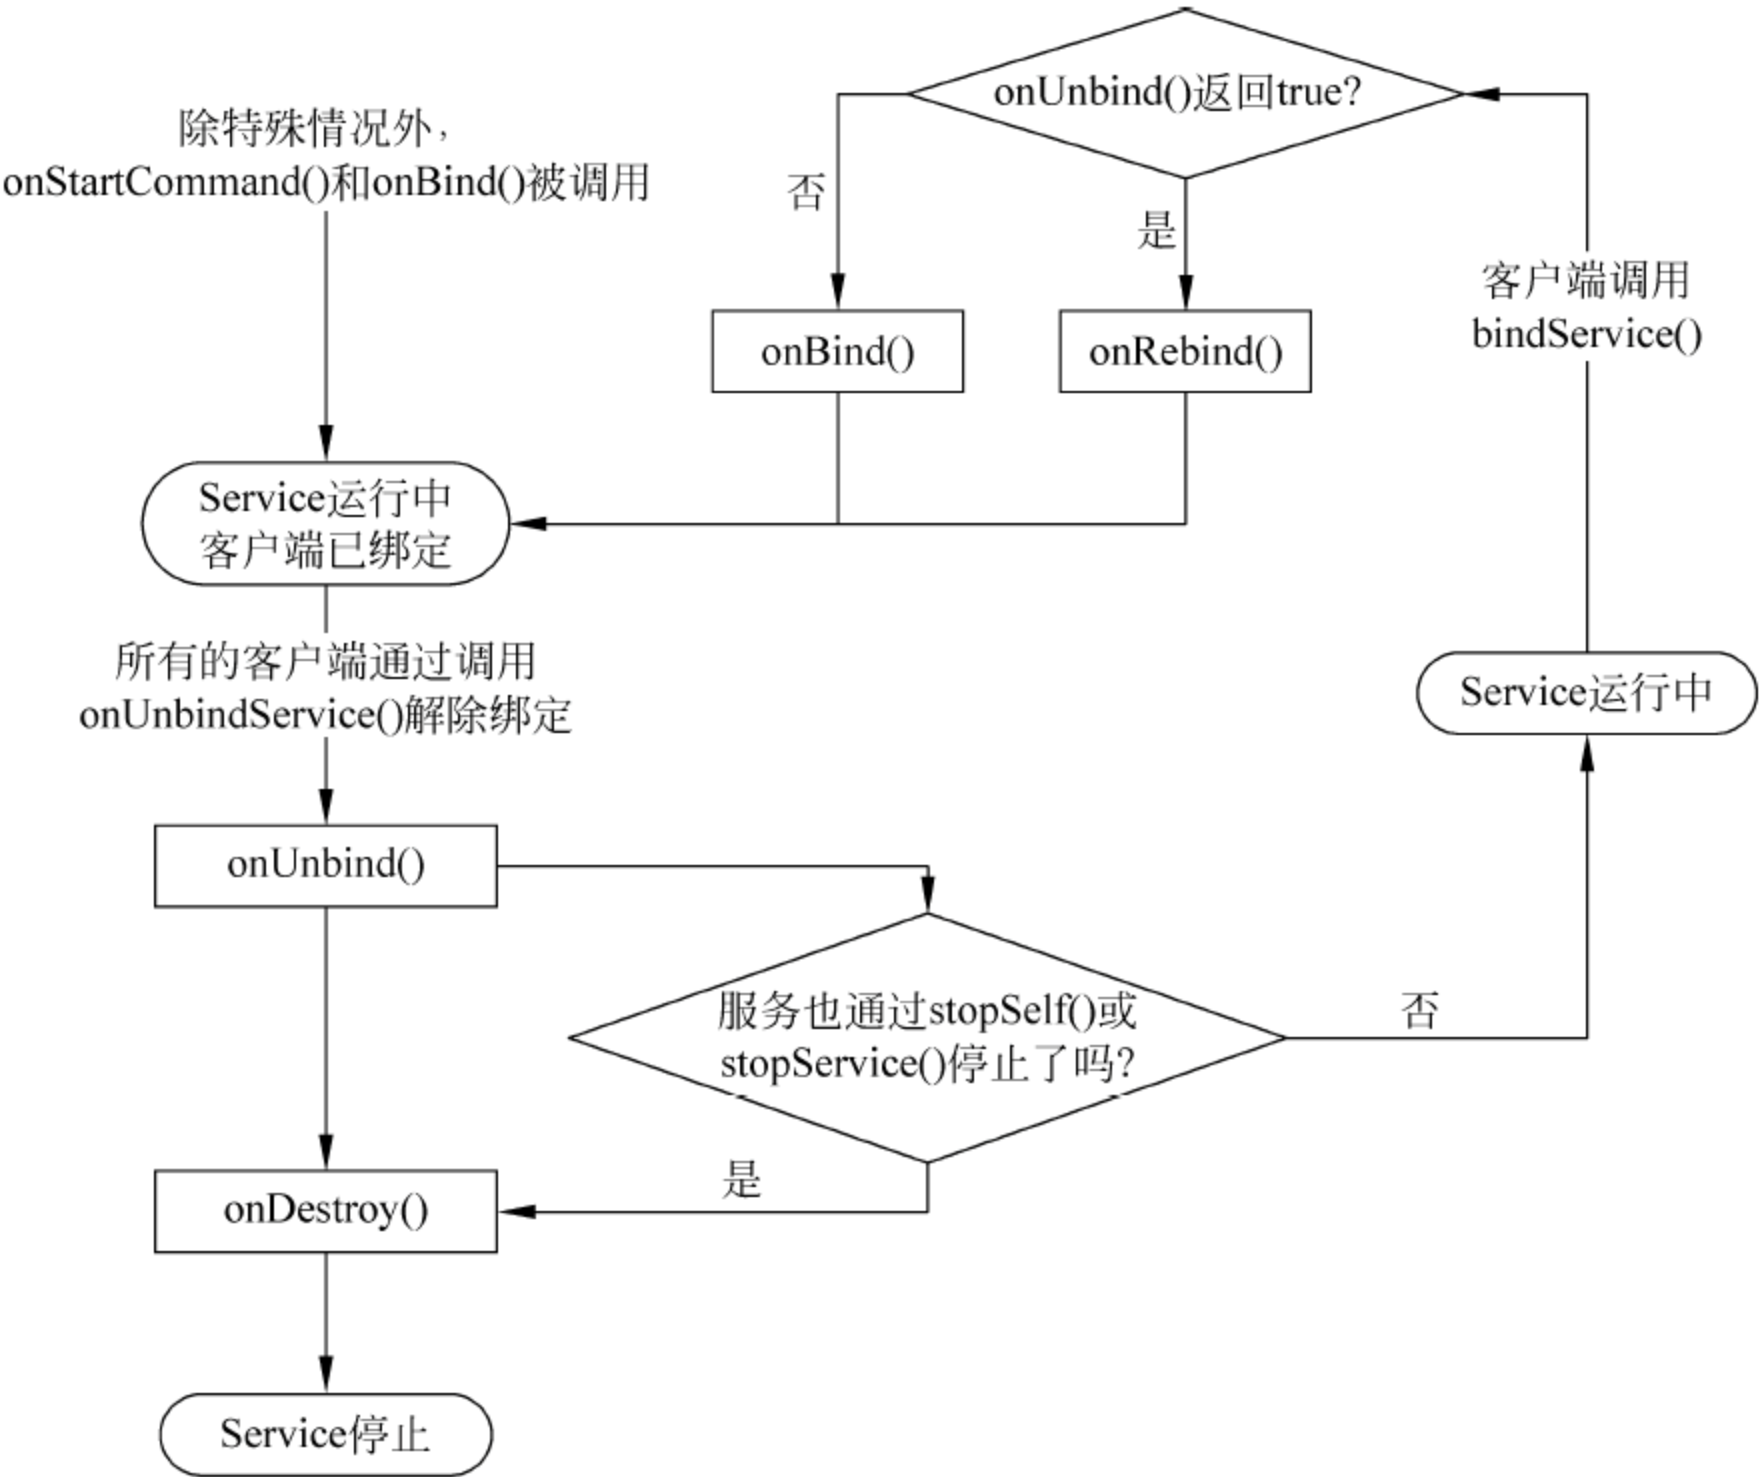 onUnbind()返回true?
除特殊情况外，
onStartCommand()和onBind()被调用
否
是
客户端调用
bindService()
onBind()
onRebind()
Service运行中
客户端已绑定
所有的客户端通过调用
onUnbindService()解除绑定
Service运行中
onUnbind()
服务也通过stopSelf()或
stopService()停止了吗?
否
是
onDestroy()
Service停止